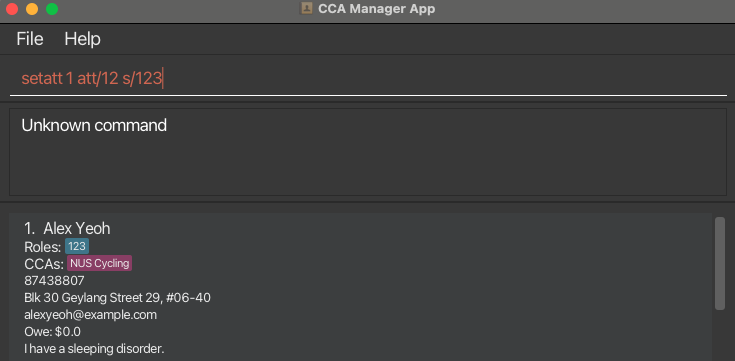 CCA Manager App
File Help
setatt 1 att/12 s/123
Unknown command
1. Alex Yeoh
Roles: 123
CCAs: NUS Cycling
87438807
Blk 30 Geylang Street 29, #06-40
alexyeoh@example.com
Owe: $0.0
I have a sleeping disorder.